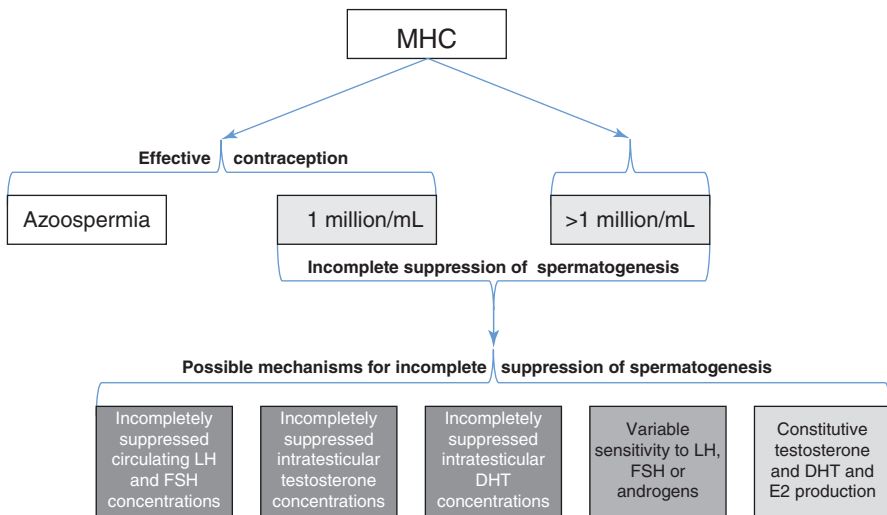 MHC
Effective contraception
Azoospermia
1 million/mL
>1 million/mL
Incomplete suppression of spermatogenesis
Possible mechanisms for incomplete suppression of spermatogenesis
Incompletely
suppressed
circulating LH
and FSH
concentrations
Incompletely
suppressed
intratesticular
testosterone
concentrations
Incompletely
suppressed
intratesticular
DHT
concentrations
Variable
sensitivity to LH,
FSH or
androgens
Constitutive
testosterone
and DHT and
E2 production